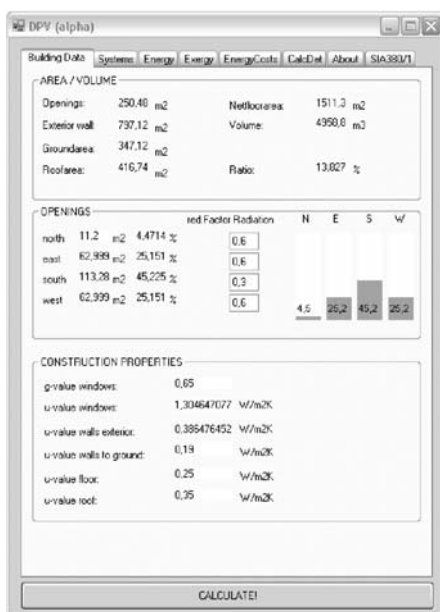 DPV (alpha)
Building Data Systems Energy Exergy EnergyCosts CalcDet About SIA380/1
AREA / VOLUME
Openings: 250,48 m2 Netfloorarea: 1511,3 m2
Exterior wall: 797,12 m2 Volume: 4958,8 m3
Groundarea: 347,12 m2
Roofarea: 416,74 m2 Ratio: 13,827 %
OPENINGS
red.Factor Radiation N E S W
north 11,2 m2 4,4714 % 0,6
east 62,999 m2 25,151 % 0,6
south 113,28 m2 45,225 % 0,3
west 62,999 m2 25,151 % 0,6
4,5 25,2 45,2 25,2
CONSTRUCTION PROPERTIES
g-value windows: 0,65
u-value windows: 1,304647077 W/m2K
u-value walls exterior: 0,386476452 W/m2K
u-value walls to ground: 0,19 W/m2K
u-value floor: 0,25 W/m2K
u-value roof: 0,35 W/m2K
CALCULATE!